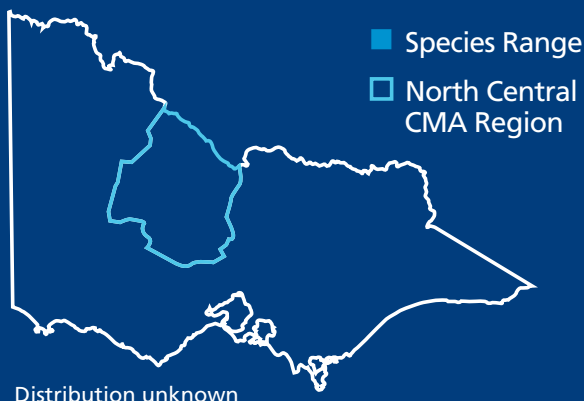 Species Range
North Central
CMA Region
Distribution unknown